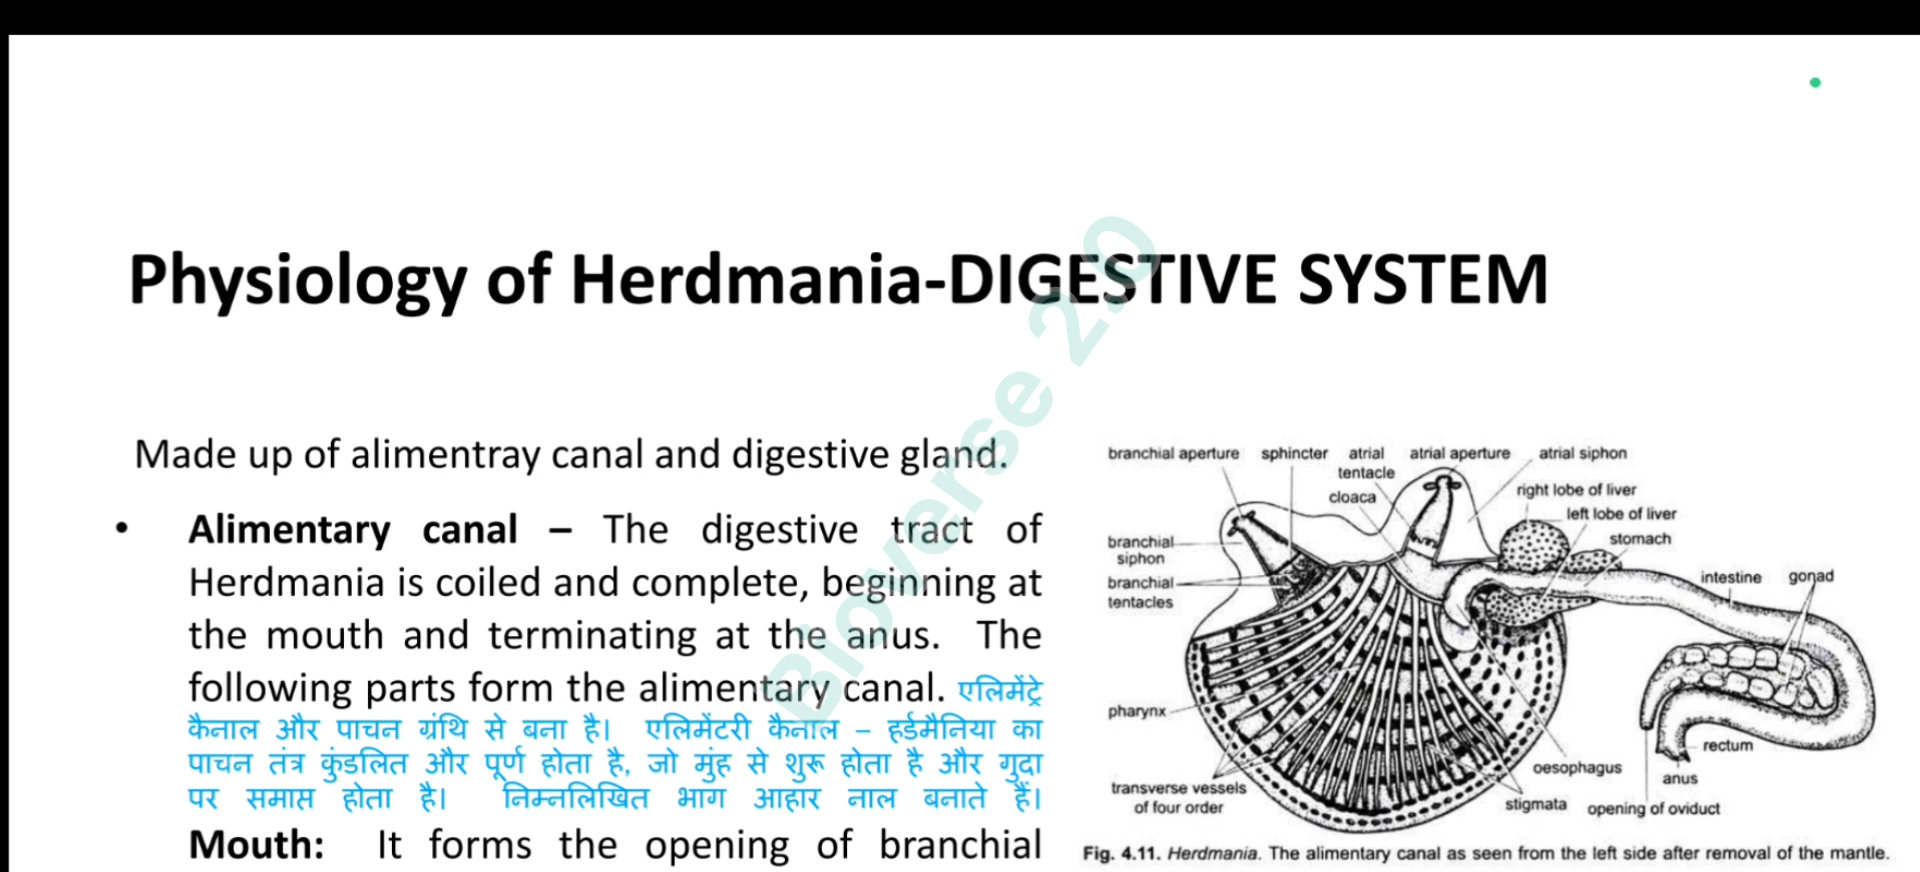 Physiology of Herdmania-DIGESTIVE SYSTEM
Made up of alimentray canal and digestive gland.
• Alimentary canal – The digestive tract of
Herdmania is coiled and complete, beginning at
the mouth and terminating at the anus. The
following parts form the alimentary canal. एलिमेंट्रे
कैनाल और पाचन ग्रंथि से बना है। एलिमेंटरी कैनाल – हर्डमैनिया का
पाचन तंत्र कुंडलित और पूर्ण होता है, जो मुंह से शुरू होता है और गुदा
पर समाप्त होता है। निम्नलिखित भाग आहार नाल बनाते हैं।
Mouth: It forms the opening of branchial
branchial aperture
sphincter
atrial
tentacle
atrial aperture
atrial siphon
cloaca
right lobe of liver
left lobe of liver
stomach
branchial
siphon
branchial
tentacles
intestine
gonad
pharynx
rectum
oesophagus
anus
transverse vessels
of four order
stigmata
opening of oviduct
Fig. 4.11. Herdmania. The alimentary canal as seen from the left side after removal of the mantle.
Bioverse 2.0